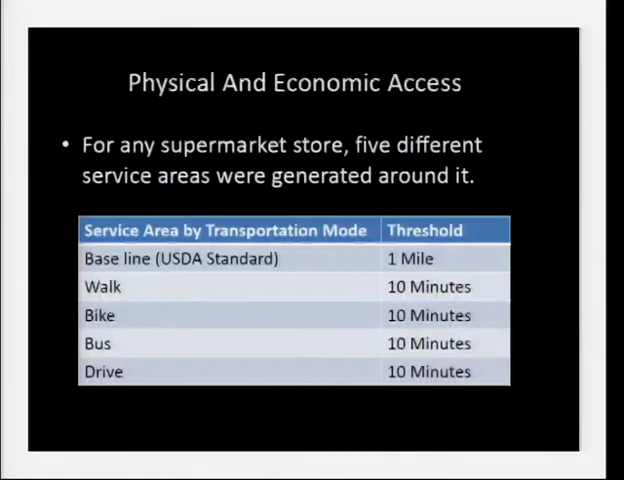 Physical And Economic Access
• For any supermarket store, five different
service areas were generated around it.
Service Area by Transportation Mode Threshold
Base line (USDA Standard) 1 Mile
Walk 10 Minutes
Bike 10 Minutes
Bus 10 Minutes
Drive 10 Minutes